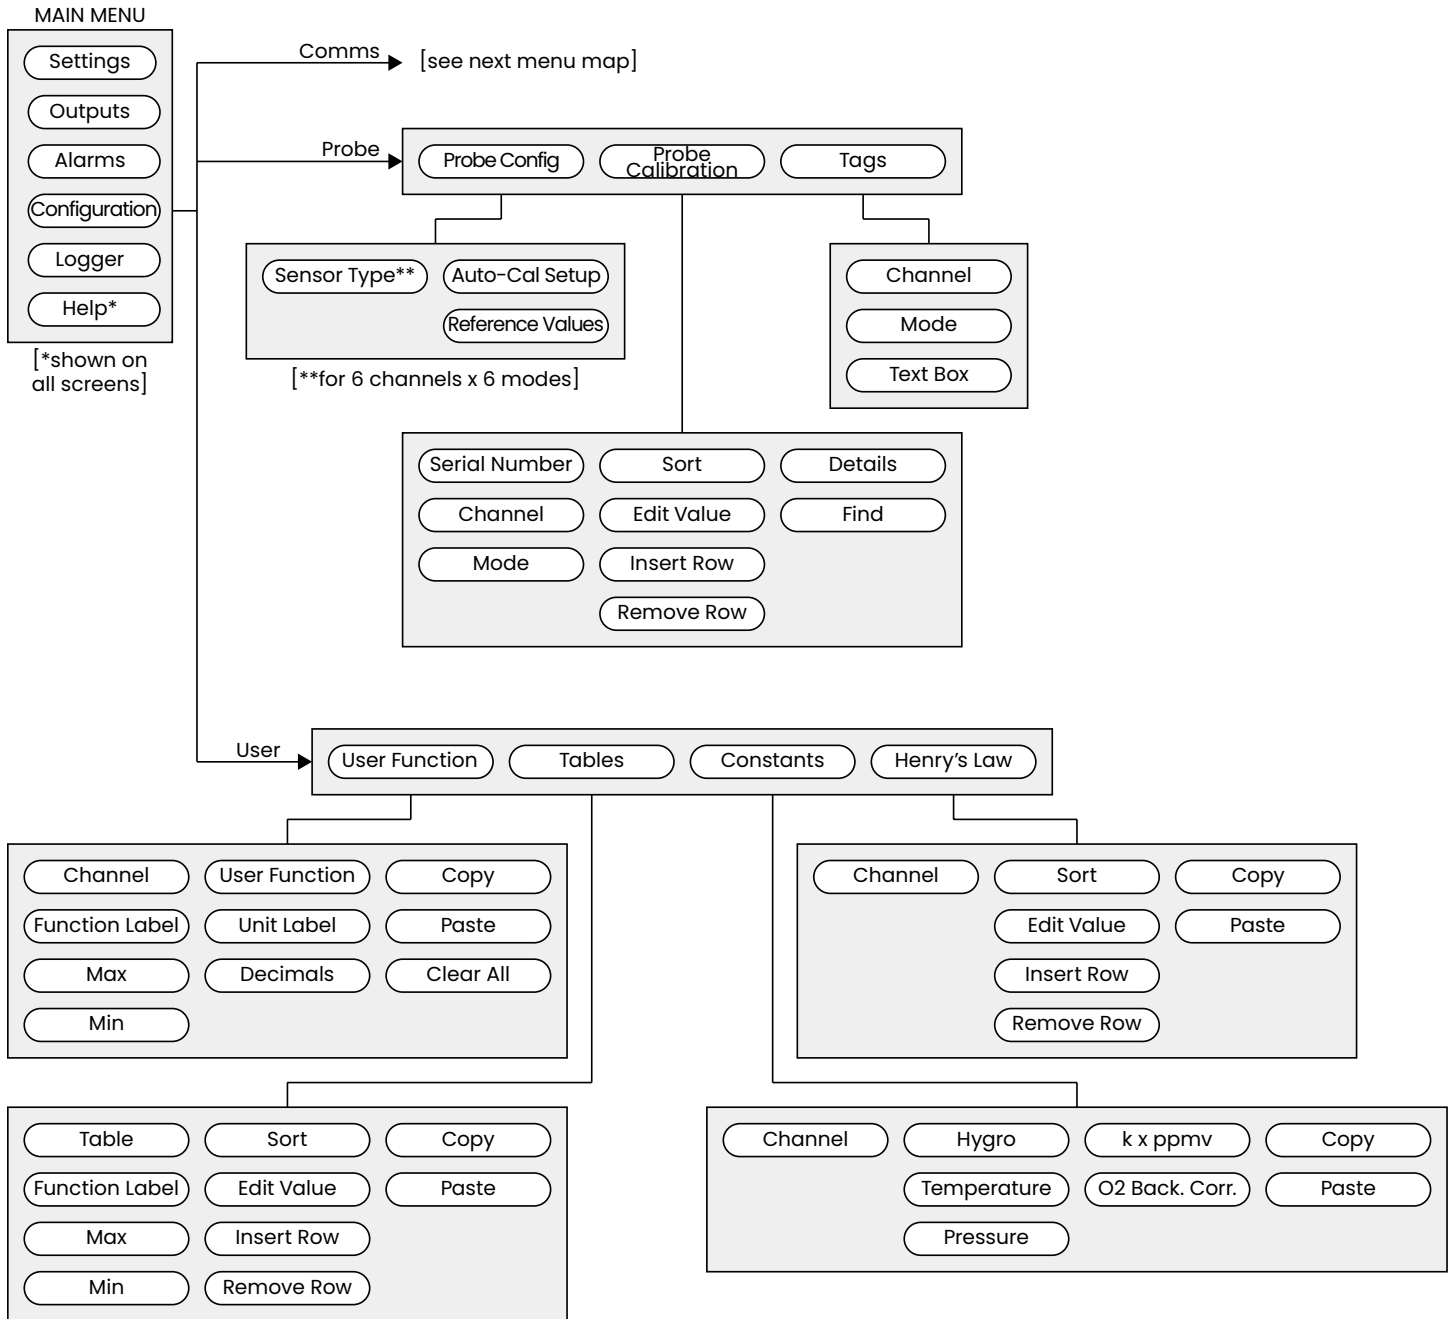 MAIN MENU
Settings
Outputs
Alarms
Configuration
Logger
Help*
[*shown on
all screens]
Comms
[see next menu map]
Probe
Probe Config
Probe
Calibration
Tags
Sensor Type**
Auto-Cal Setup
Reference Values
[**for 6 channels x 6 modes]
Channel
Mode
Text Box
Serial Number
Sort
Details
Channel
Edit Value
Find
Mode
Insert Row
Remove Row
User
User Function
Tables
Constants
Henry’s Law
Channel
User Function
Copy
Function Label
Unit Label
Paste
Max
Decimals
Clear All
Min
Channel
Sort
Copy
Edit Value
Paste
Insert Row
Remove Row
Table
Sort
Copy
Function Label
Edit Value
Paste
Max
Insert Row
Min
Remove Row
Channel
Hygro
k x ppmv
Copy
Temperature
O2 Back. Corr.
Paste
Pressure